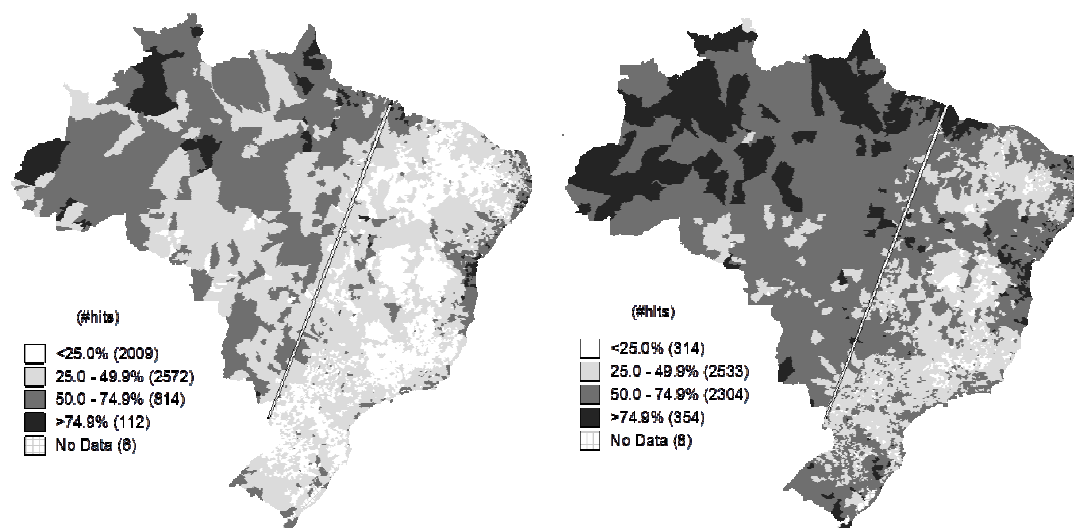 (#hits)
<25.0% (2009)
25.0 - 49.9% (2572)
50.0 - 74.9% (814)
>74.9% (112)
No Data (6)
(#hits)
<25.0% (314)
25.0 - 49.9% (2533)
50.0 - 74.9% (2304)
>74.9% (354)
No Data (8)